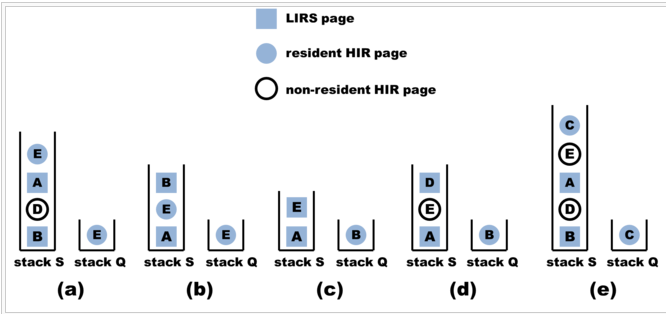 LIRS page
resident HIR page
non-resident HIR page
E
A
D
B
E
stack S stack Q
(a)
B
E
A
E
stack S stack Q
(b)
E
A
B
stack S stack Q
(c)
D
E
A
B
stack S stack Q
(d)
C
E
A
D
B
C
stack S stack Q
(e)